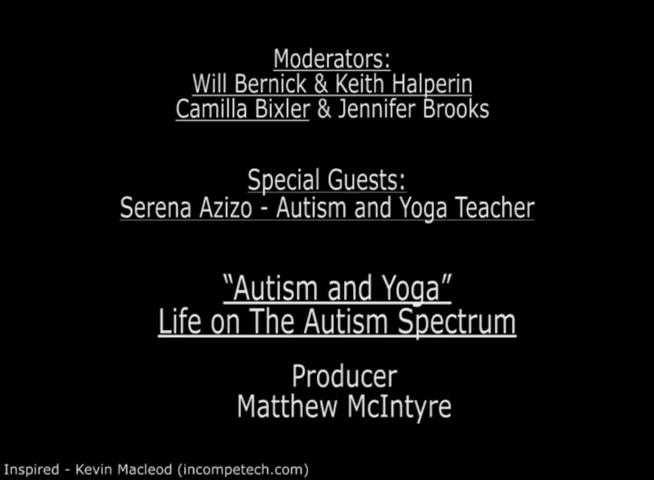 Moderators:
Will Bernick & Keith Halperin
Camilla Bixler & Jennifer Brooks
Special Guests:
Serena Azizo - Autism and Yoga Teacher
“Autism and Yoga”
Life on The Autism Spectrum
Producer
Matthew McIntyre
Inspired - Kevin Macleod (incompetech.com)